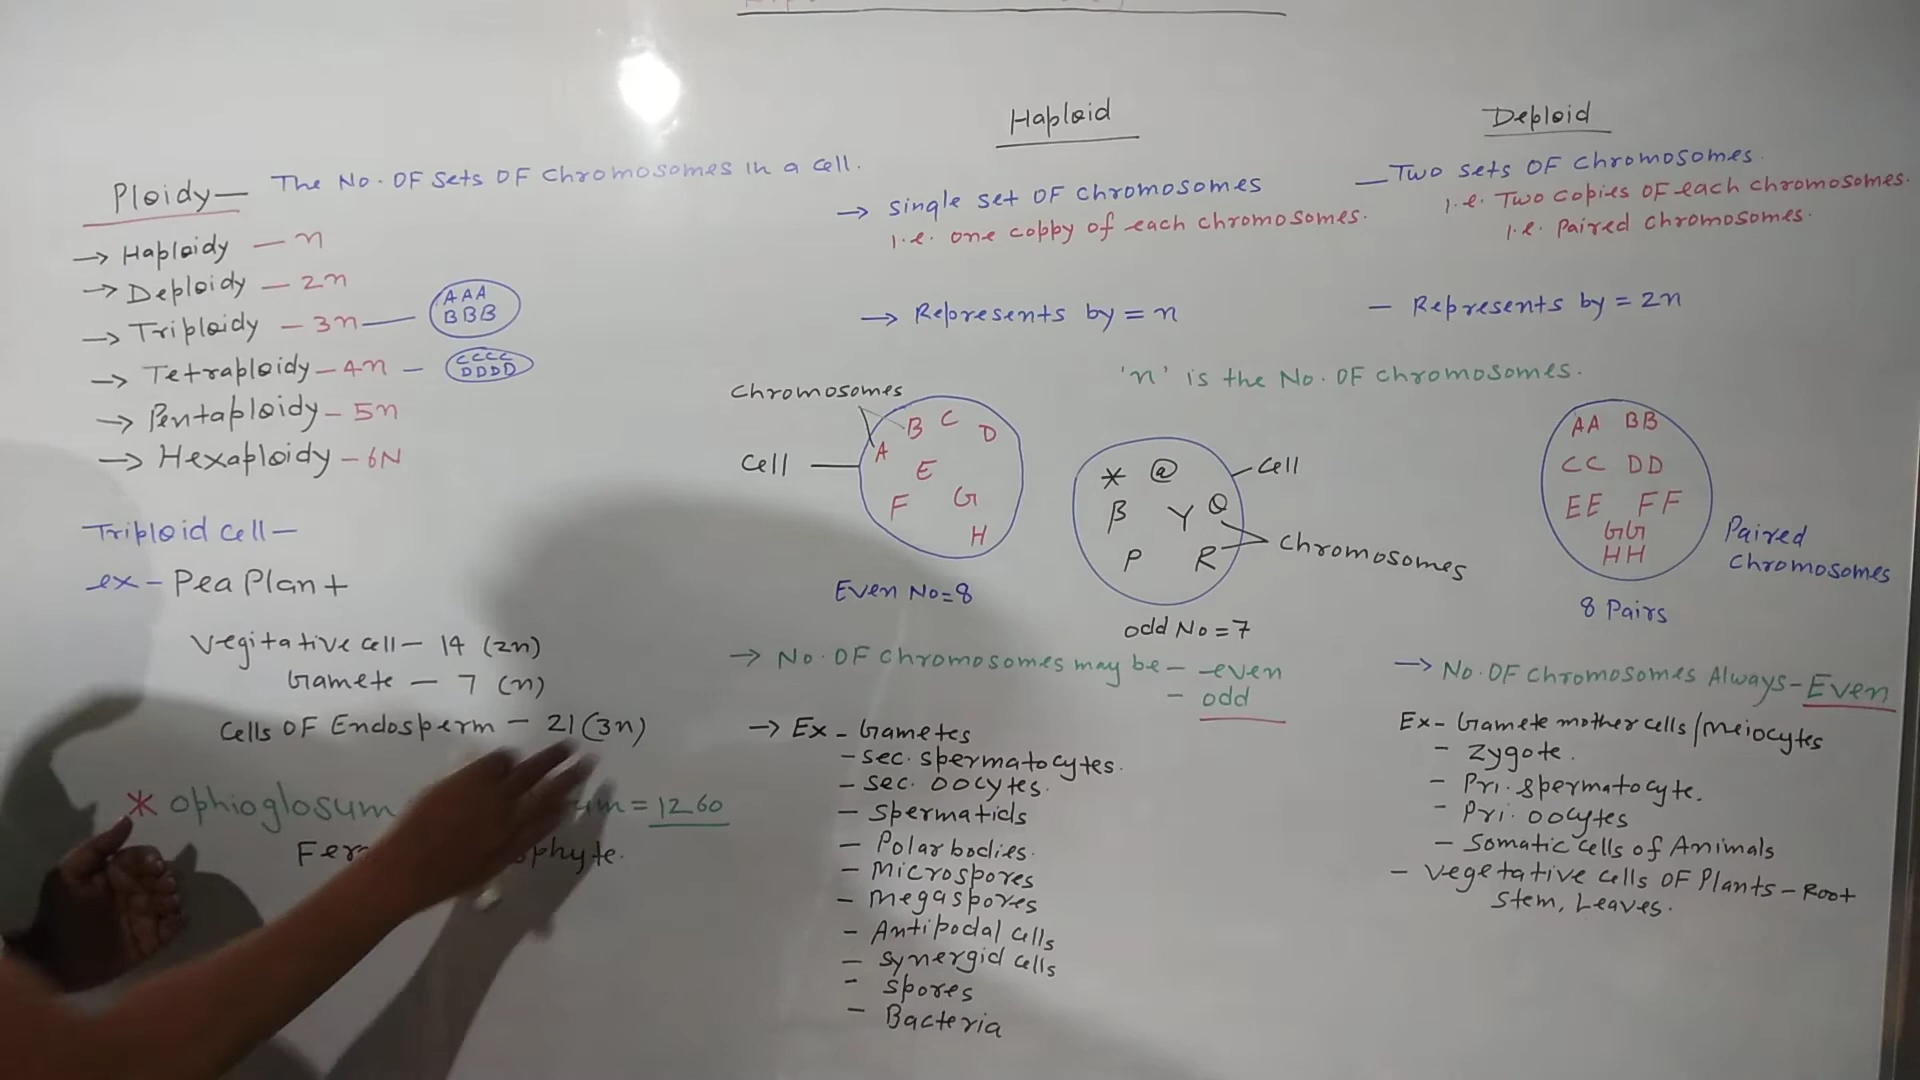 Ploidy— The No. OF sets OF chromosomes in a cell.
→ Haploidy — n
→ Deploidy — 2n
→ Triploidy — 3n —
AAA
BBB
→ Tetraploidy — 4n —
CCCC
DDDD
→ Pentaploidy — 5n
→ Hexaploidy — 6N
Triploid cell —
ex - Pea Plant
Vegitative cell — 14 (2n)
Gamete — 7 (n)
Cells OF Endosperm — 21 (3n)
* ophioglosum um = 1260
Fer phyte.
Haploid
→ single set OF chromosomes
i.e. one coppy of each chromosomes.
→ Represents by = n
'n' is the No. OF chromosomes.
chromosomes
cell
A B C D
E
F G
H
Even No = 8
* @
β Y Q
P R
cell
chromosomes
odd No = 7
→ No. OF chromosomes may be — even
- odd
→ Ex - Gametes
- sec. spermatocytes.
- sec. oocytes.
- spermatids
- Polar bodies.
- Microspores
- megaspores
- Antipodal cells
- synergid cells
- spores
- Bacteria
Deploid
— Two sets OF chromosomes.
i.e. Two copies OF each chromosomes.
i.e. Paired chromosomes.
- Represents by = 2n
AA BB
CC DD
EE FF
GG
HH
Paired
chromosomes
8 Pairs
→ No. OF chromosomes Always — Even
Ex - Gamete mother cells / Meiocytes
- zygote.
- Pri. spermatocyte.
- Pri. oocytes
- Somatic cells of Animals
- vegetative cells OF Plants — Root
stem, Leaves.